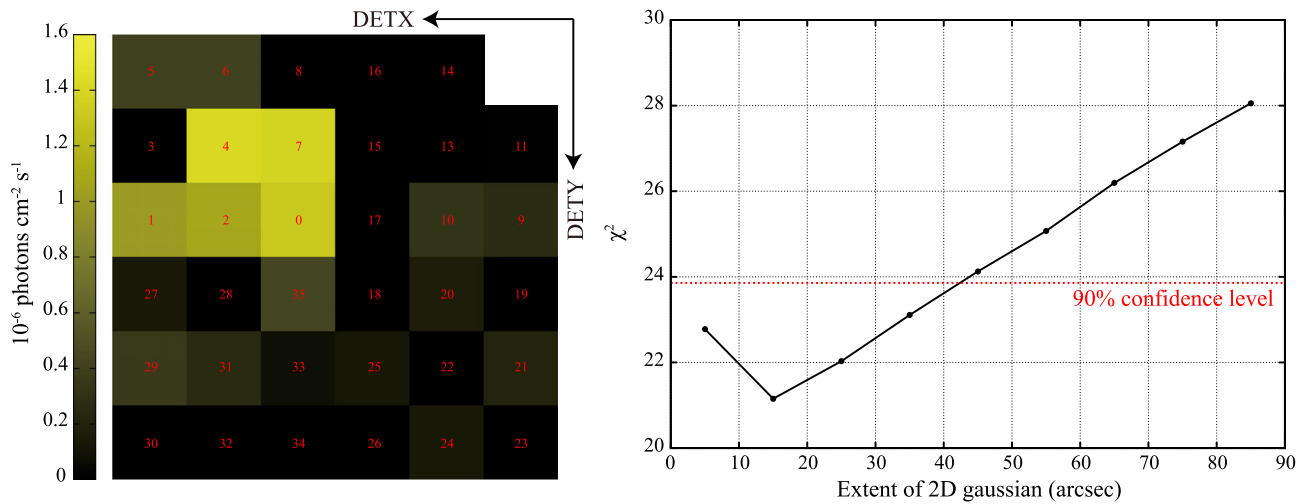 DETX
DETY
1.6
1.4
1.2
1
0.8
0.6
0.4
0.2
0
10⁻⁶ photons cm⁻² s⁻¹
5 6 8 16 14
3 4 7 15 13 11
1 2 0 17 10 9
27 28 35 18 20 19
29 31 33 25 22 21
30 32 34 26 24 23
30
28
26
24
22
20
χ²
90% confidence level
0 10 20 30 40 50 60 70 80 90
Extent of 2D gaussian (arcsec)